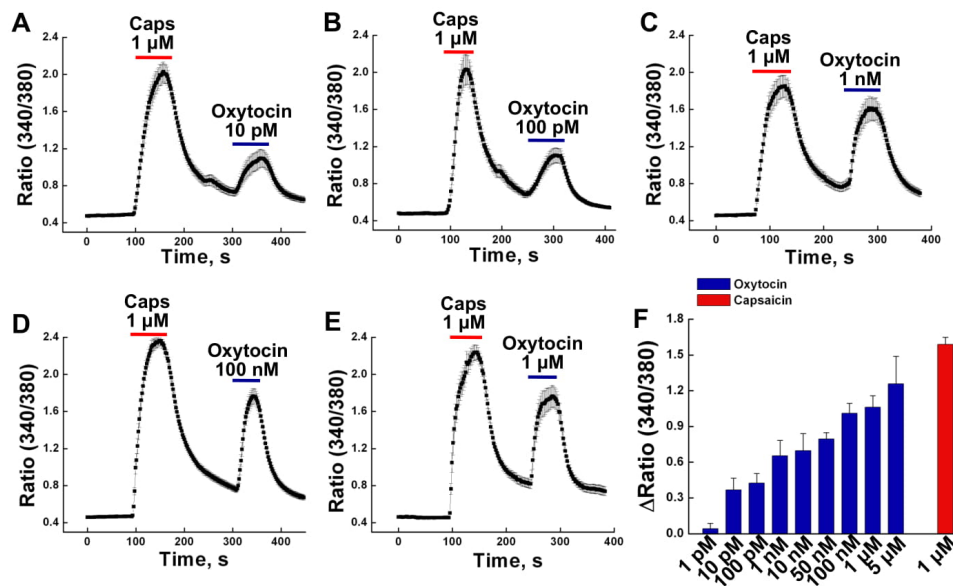 A
Caps
1 µM
Oxytocin
10 pM
Ratio (340/380)
2.4
2.0
1.6
1.2
0.8
0.4
0 100 200 300 400
Time, s
B
Caps
1 µM
Oxytocin
100 pM
Ratio (340/380)
2.4
2.0
1.6
1.2
0.8
0.4
0 100 200 300 400
Time, s
C
Caps
1 µM
Oxytocin
1 nM
Ratio (340/380)
2.4
2.0
1.6
1.2
0.8
0.4
0 100 200 300 400
Time, s
D
Caps
1 µM
Oxytocin
100 nM
Ratio (340/380)
2.4
2.0
1.6
1.2
0.8
0.4
0 100 200 300 400
Time, s
E
Caps
1 µM
Oxytocin
1 µM
Ratio (340/380)
2.4
2.0
1.6
1.2
0.8
0.4
0 100 200 300 400
Time, s
Oxytocin
Capsaicin
F
ΔRatio (340/380)
1.8
1.5
1.2
0.9
0.6
0.3
0.0
1 pM
10 pM
100 pM
1 nM
10 nM
50 nM
100 nM
1 µM
5 µM
1 µM